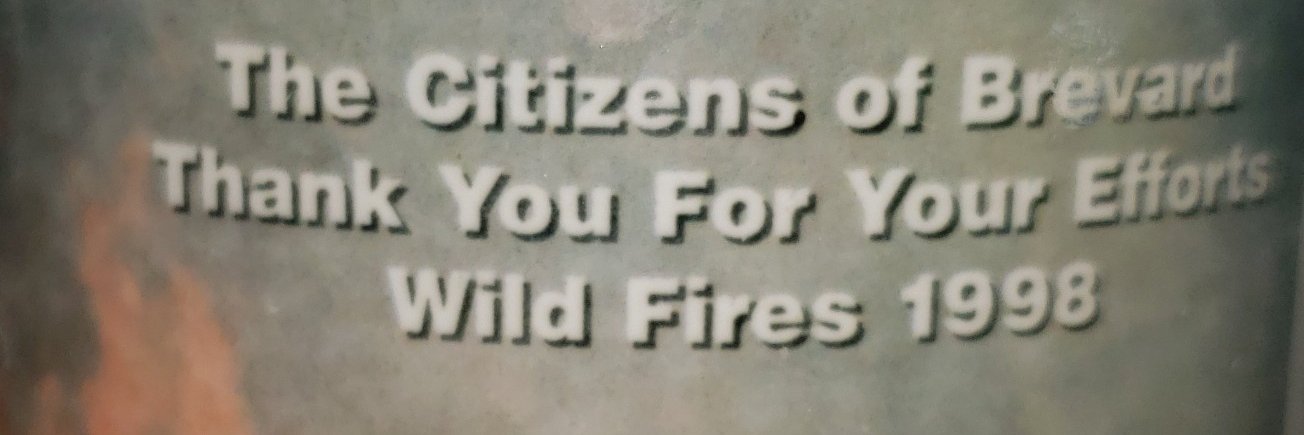 The Citizens of Brevard
Thank You For Your Efforts
Wild Fires 1998